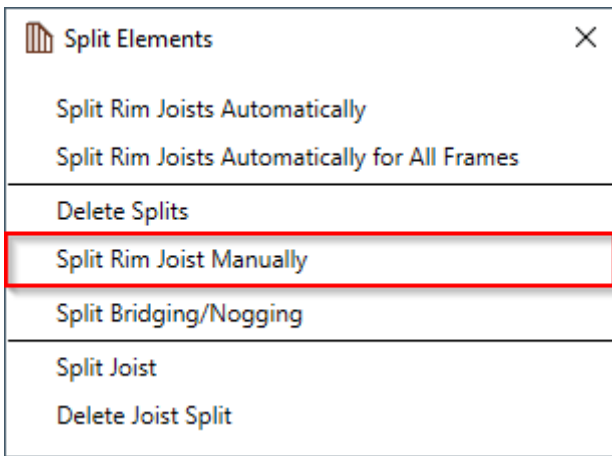 Split Elements
Split Rim Joists Automatically
Split Rim Joists Automatically for All Frames
Delete Splits
Split Rim Joist Manually
Split Bridging/Nogging
Split Joist
Delete Joist Split